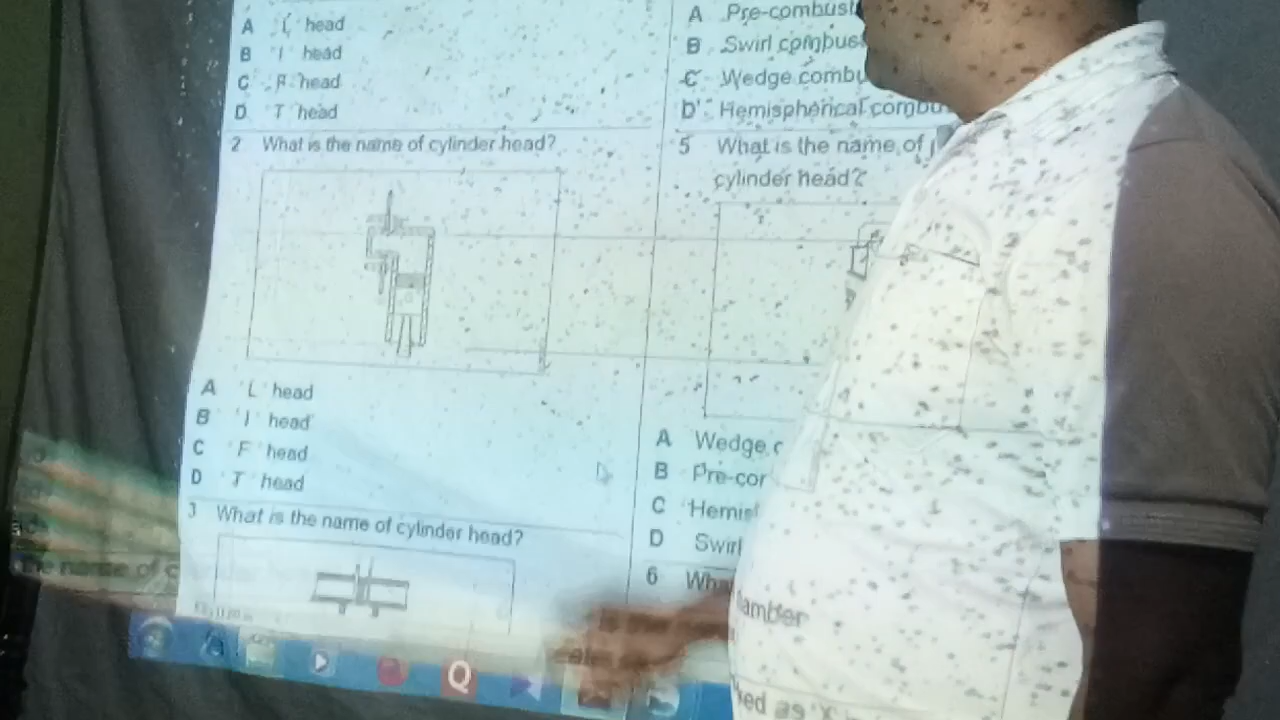 A 'L' head
B 'I' head
C 'F' head
D 'T' head
2 What is the name of cylinder head?
A 'L' head
B 'I' head
C 'F' head
D 'T' head
3 What is the name of cylinder head?
A Pre-combust
B Swirl combus
C Wedge combu
D Hemispherical combu
5 What is the name of
cylinder head?
A Wedge c
B Pre-cor
C Hemis
D Swirl
6 Wha
Q